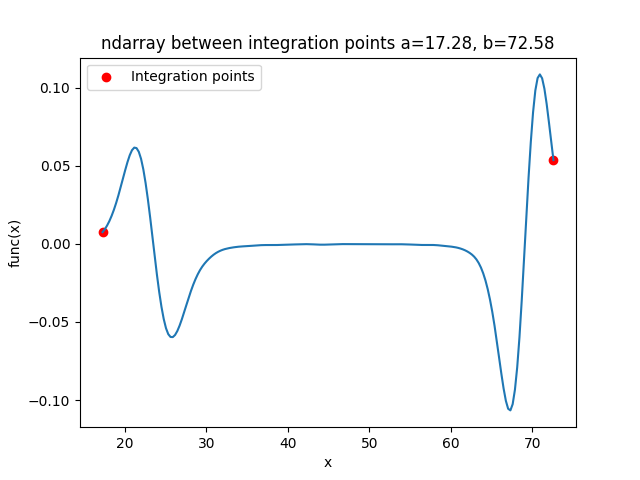 ndarray between integration points a=17.28, b=72.58
Integration points
0.10
0.05
0.00
−0.05
−0.10
func(x)
20 30 40 50 60 70
x